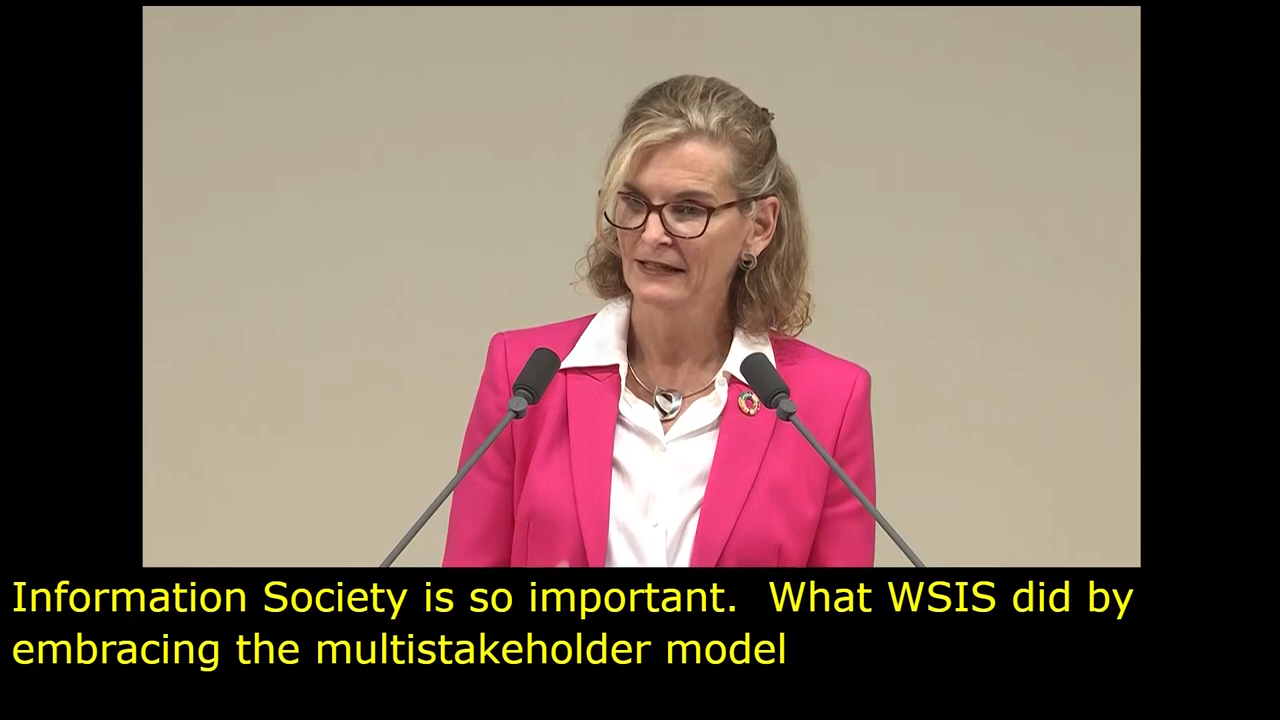 Information Society is so important.  What WSIS did by
embracing the multistakeholder model